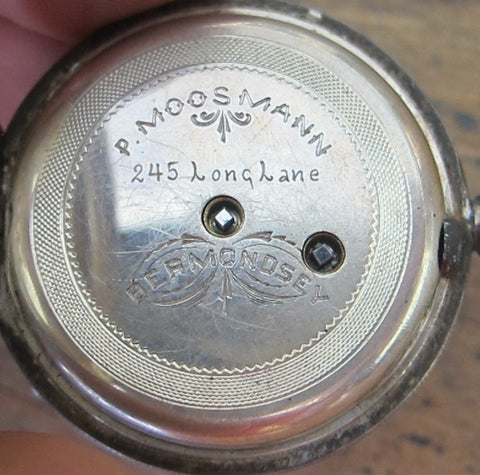 P. MOOSMANN
245 Long Lane
BERMONDSEY